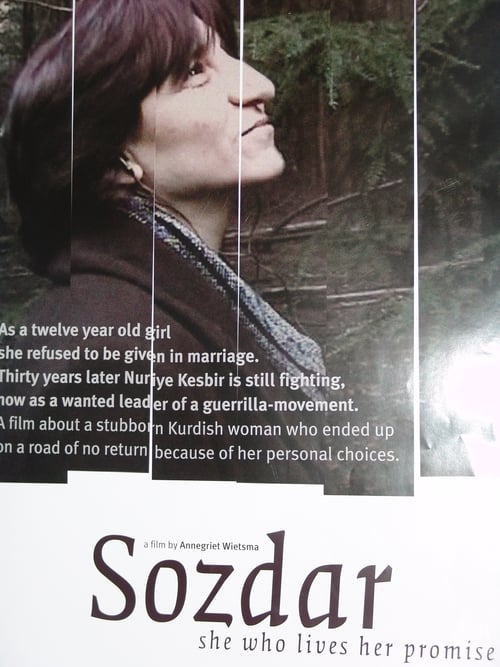 As a twelve year old girl
she refused to be given in marriage.
Thirty years later Nuriye Kesbir is still fighting,
now as a wanted leader of a guerrilla-movement.
A film about a stubborn Kurdish woman who ended up
on a road of no return because of her personal choices.
a film by Annegriet Wietsma
Sozdar
she who lives her promise